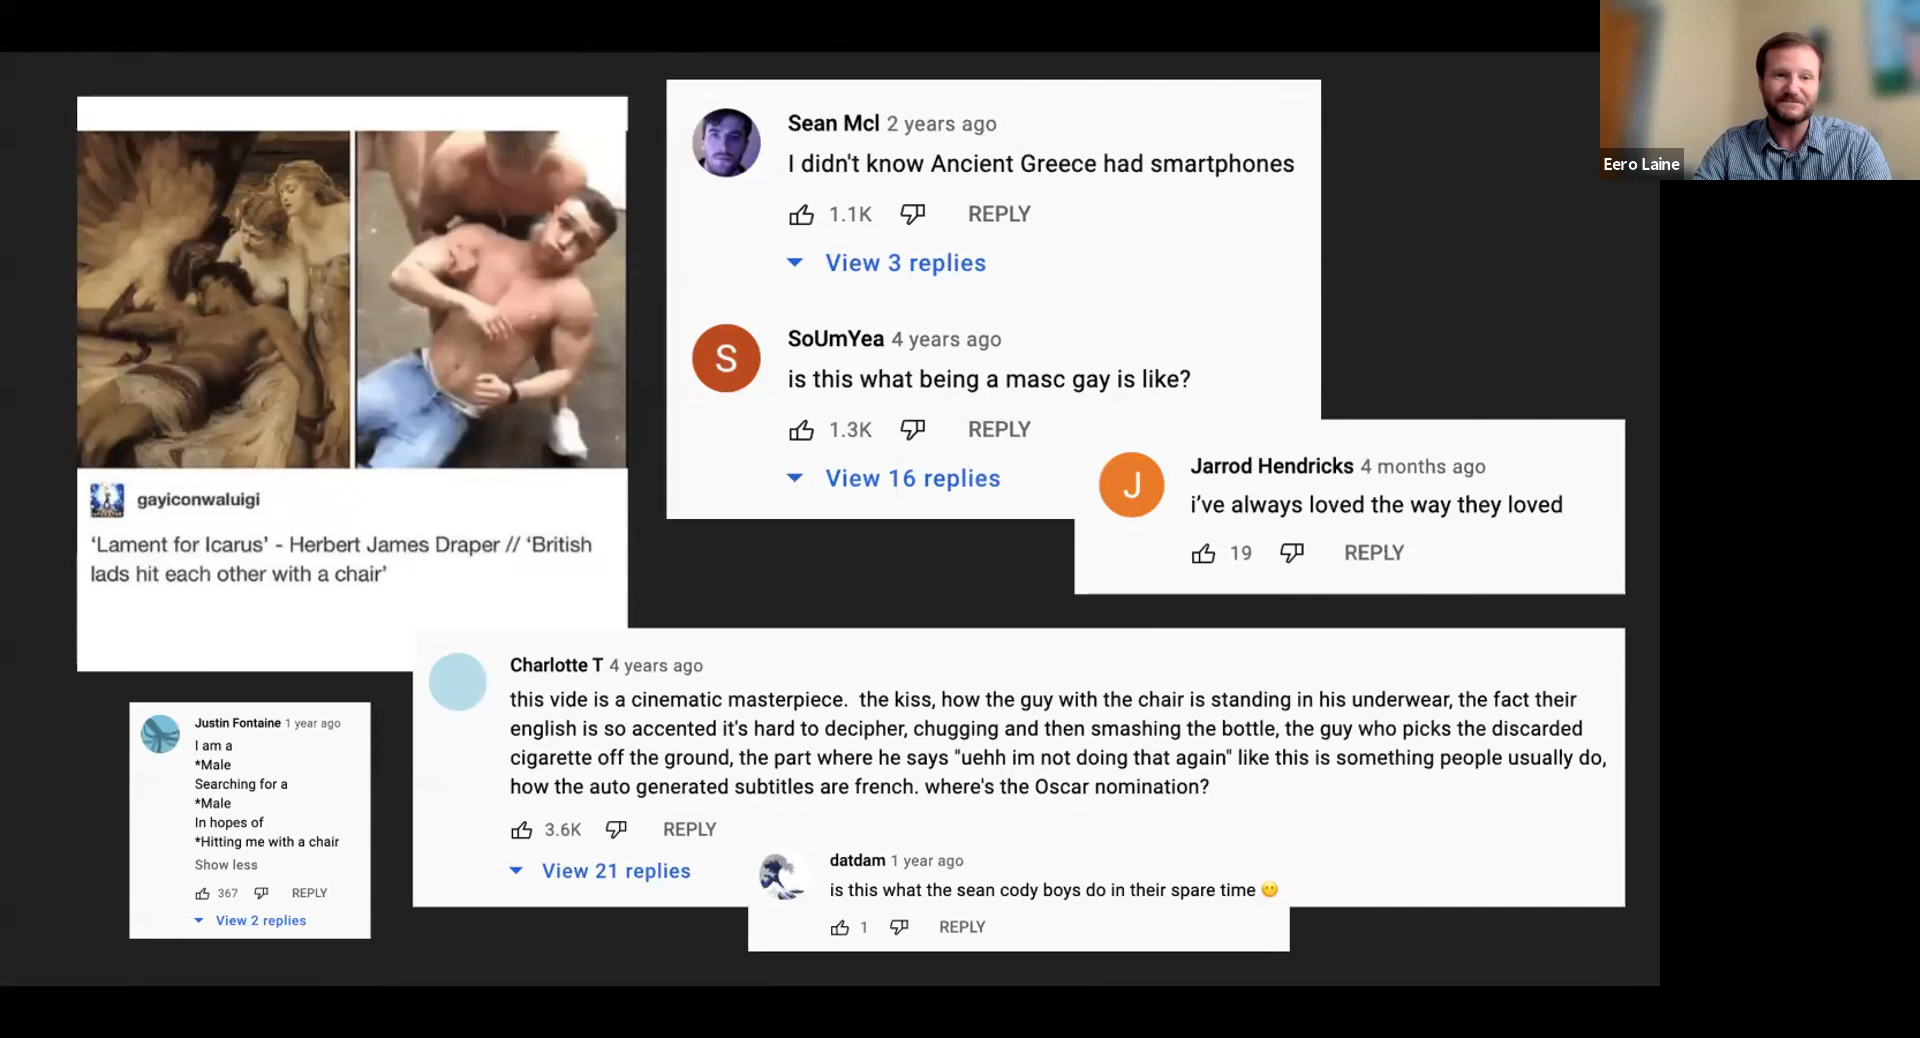 Eero Laine
gayiconwaluigi
‘Lament for Icarus’ - Herbert James Draper // ‘British
lads hit each other with a chair’
Sean Mcl 2 years ago
I didn't know Ancient Greece had smartphones
1.1K REPLY
View 3 replies
S
SoUmYea 4 years ago
is this what being a masc gay is like?
1.3K REPLY
View 16 replies
J
Jarrod Hendricks 4 months ago
i’ve always loved the way they loved
19 REPLY
Charlotte T 4 years ago
this vide is a cinematic masterpiece. the kiss, how the guy with the chair is standing in his underwear, the fact their
english is so accented it's hard to decipher, chugging and then smashing the bottle, the guy who picks the discarded
cigarette off the ground, the part where he says "uehh im not doing that again" like this is something people usually do,
how the auto generated subtitles are french. where's the Oscar nomination?
3.6K REPLY
View 21 replies
Justin Fontaine 1 year ago
I am a
*Male
Searching for a
*Male
In hopes of
*Hitting me with a chair
Show less
367 REPLY
View 2 replies
datdam 1 year ago
is this what the sean cody boys do in their spare time 🤭
1 REPLY